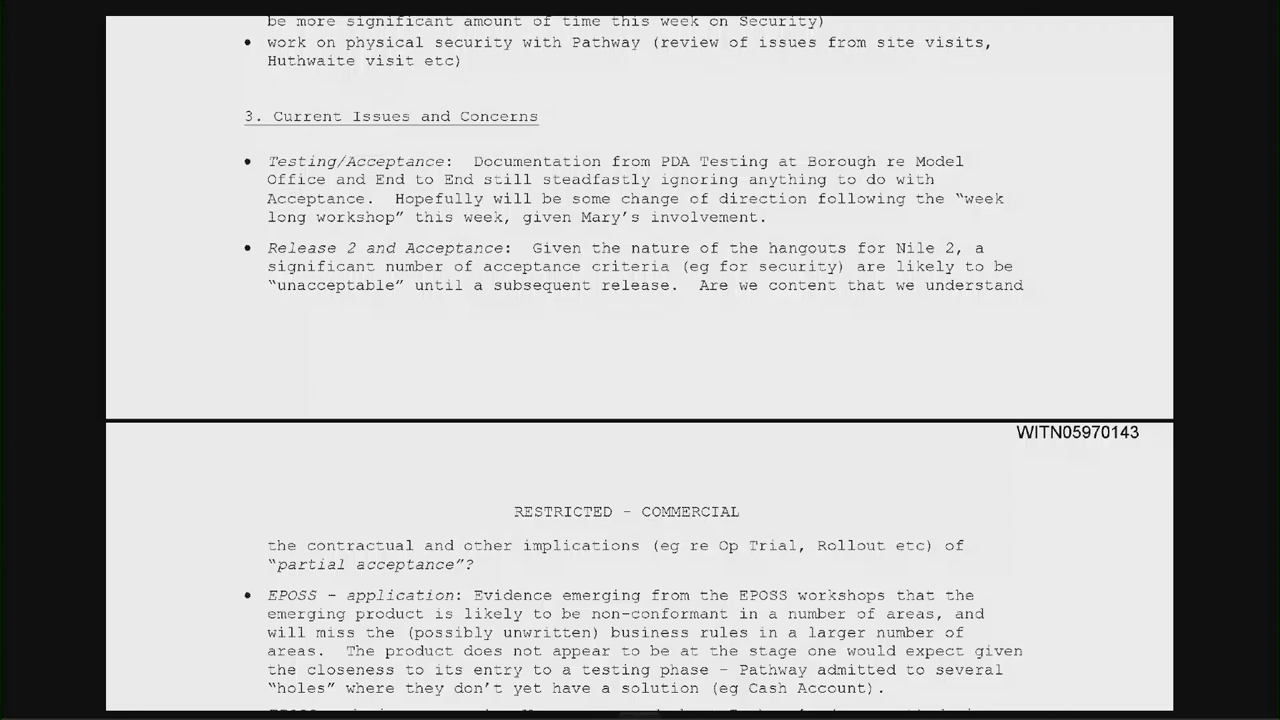 be more significant amount of time this week on Security)
• work on physical security with Pathway (review of issues from site visits,
Huthwaite visit etc)
3. Current Issues and Concerns
• Testing/Acceptance: Documentation from PDA Testing at Borough re Model
Office and End to End still steadfastly ignoring anything to do with
Acceptance. Hopefully will be some change of direction following the “week
long workshop” this week, given Mary’s involvement.
• Release 2 and Acceptance: Given the nature of the hangouts for Nile 2, a
significant number of acceptance criteria (eg for security) are likely to be
“unacceptable” until a subsequent release. Are we content that we understand
WITN05970143
RESTRICTED - COMMERCIAL
the contractual and other implications (eg re Op Trial, Rollout etc) of
“partial acceptance”?
• EPOSS - application: Evidence emerging from the EPOSS workshops that the
emerging product is likely to be non-conformant in a number of areas, and
will miss the (possibly unwritten) business rules in a larger number of
areas. The product does not appear to be at the stage one would expect given
the closeness to its entry to a testing phase - Pathway admitted to several
“holes” where they don’t yet have a solution (eg Cash Account).